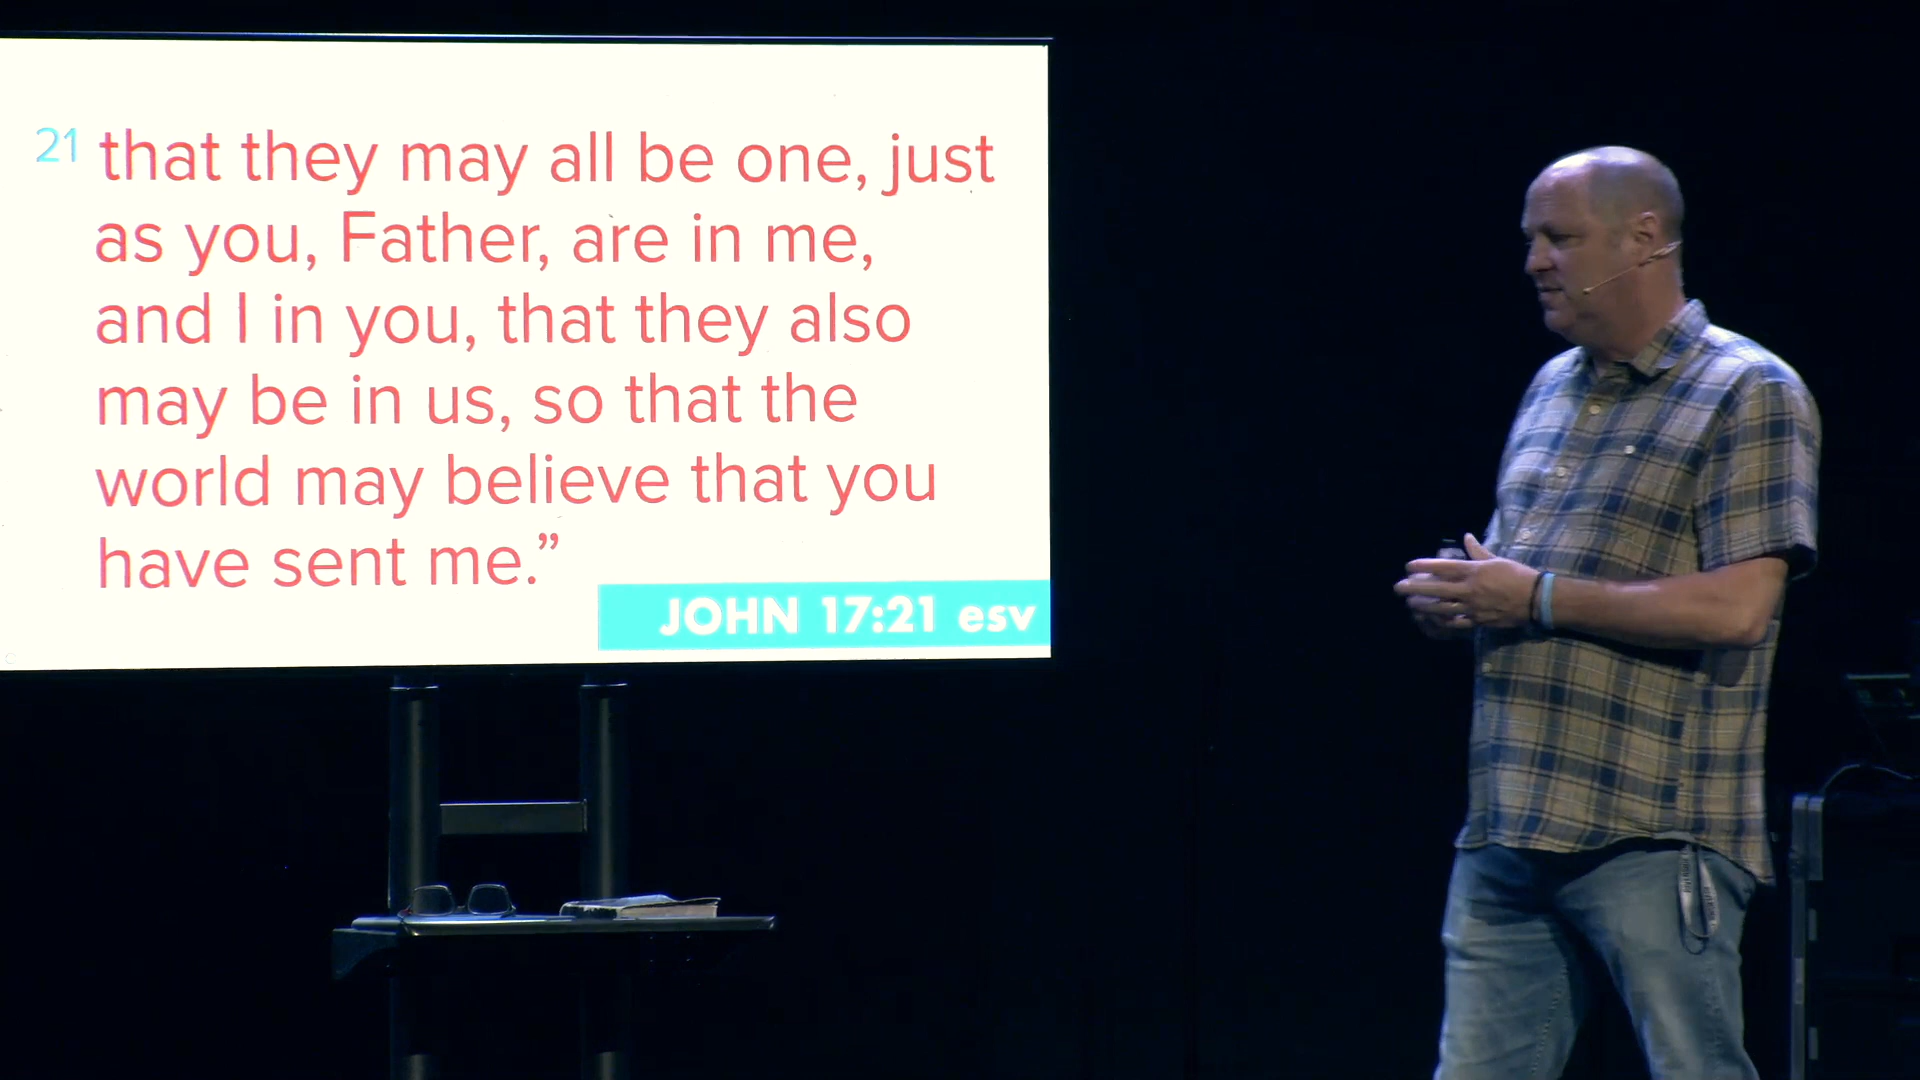 21 that they may all be one, just
as you, Father, are in me,
and I in you, that they also
may be in us, so that the
world may believe that you
have sent me.”
JOHN 17:21 esv